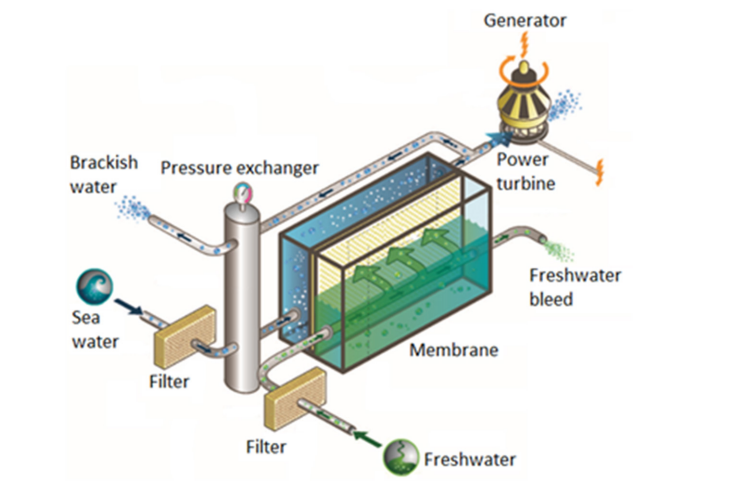 Generator
Brackish
water
Pressure exchanger
Power
turbine
Freshwater
bleed
Sea
water
Membrane
Filter
Filter
Freshwater